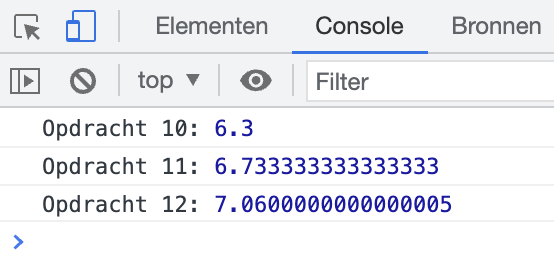 Elementen Console Bronnen
top Filter
Opdracht 10: 6.3
Opdracht 11: 6.733333333333333
Opdracht 12: 7.0600000000000005